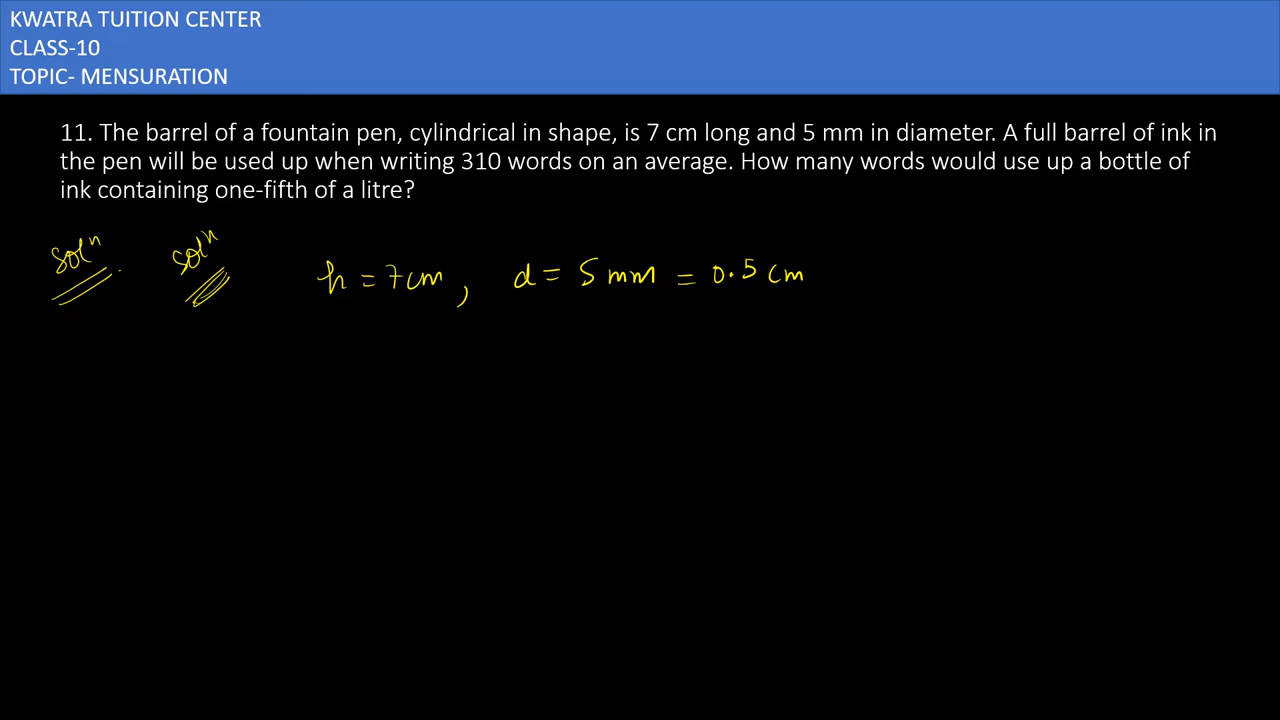 KWATRA TUITION CENTER
CLASS-10
TOPIC- MENSURATION
11. The barrel of a fountain pen, cylindrical in shape, is 7 cm long and 5 mm in diameter. A full barrel of ink in
the pen will be used up when writing 310 words on an average. How many words would use up a bottle of
ink containing one-fifth of a litre?
solⁿ solⁿ h = 7cm, d = 5 mm = 0.5 cm